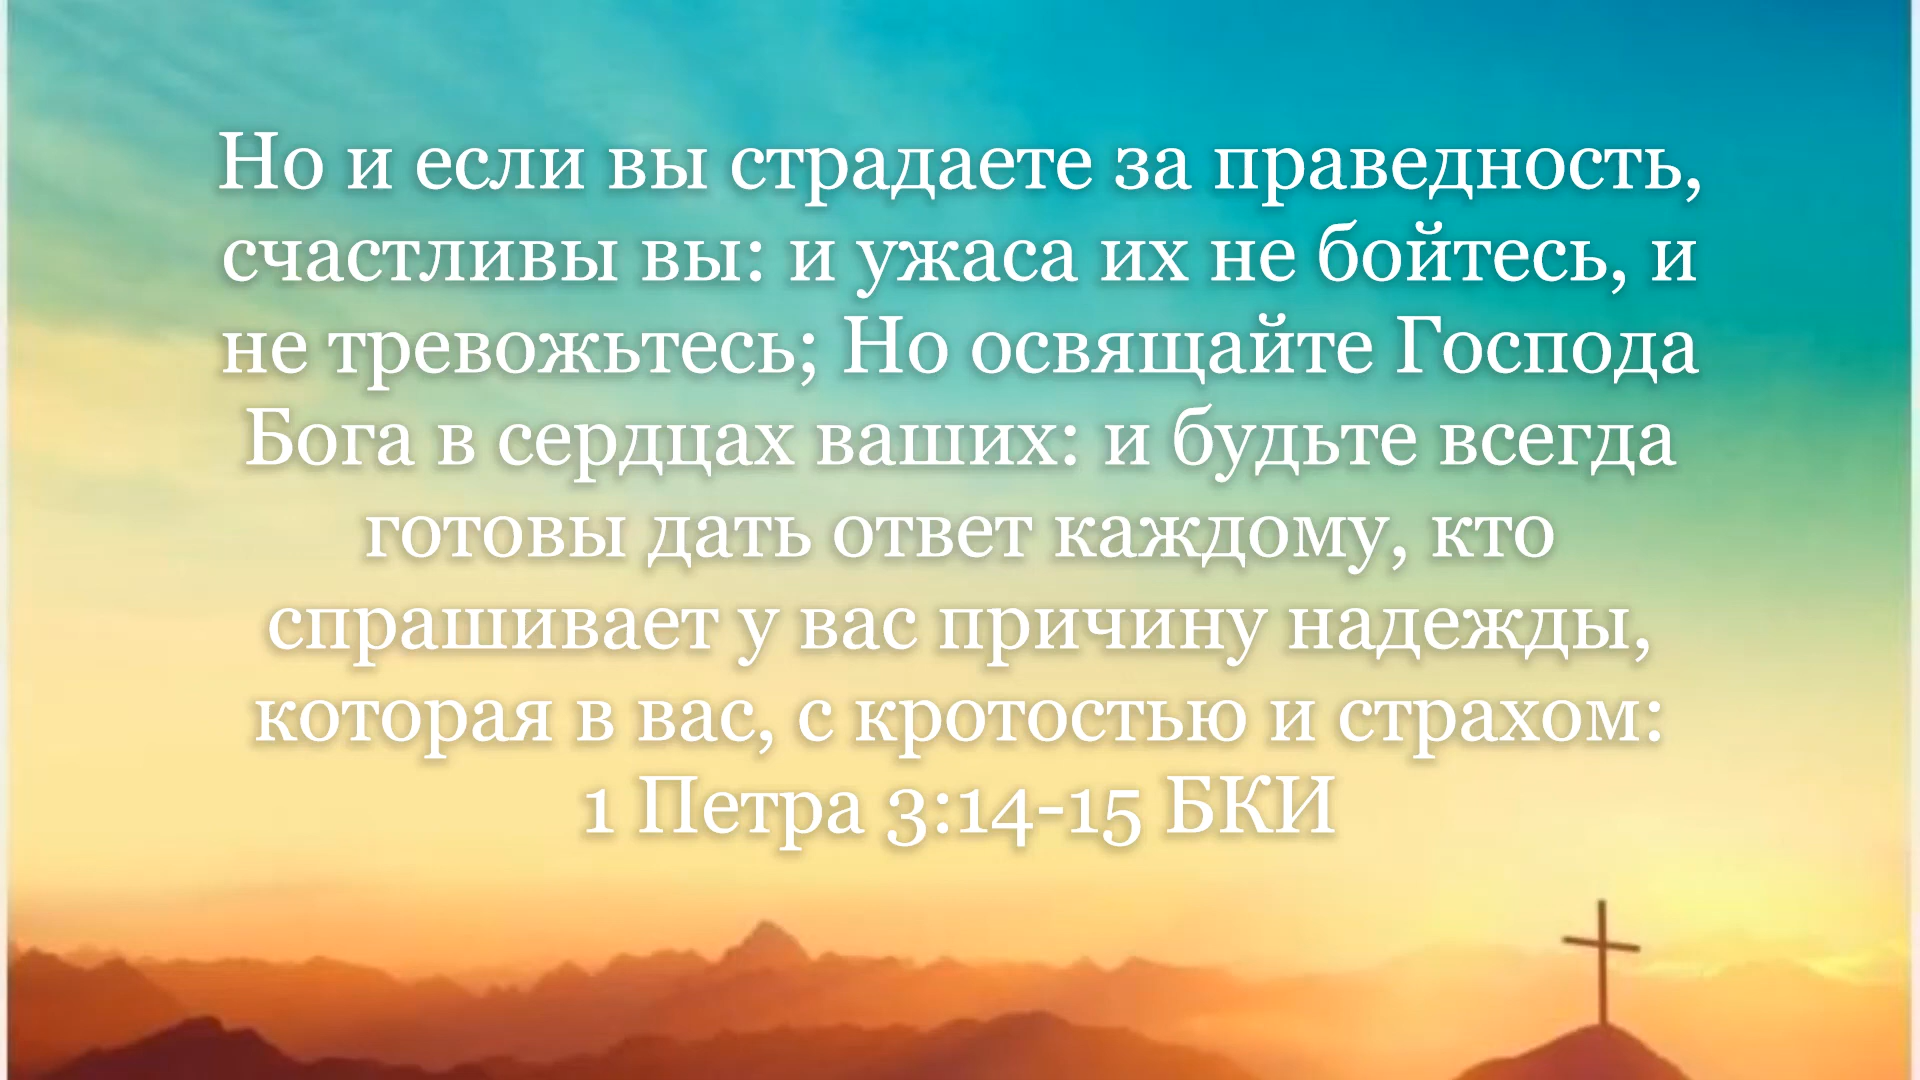 Но и если вы страдаете за праведность,
счастливы вы: и ужаса их не бойтесь, и
не тревожьтесь; Но освящайте Господа
Бога в сердцах ваших: и будьте всегда
готовы дать ответ каждому, кто
спрашивает у вас причину надежды,
которая в вас, с кротостью и страхом:
1 Петра 3:14-15 БКИ